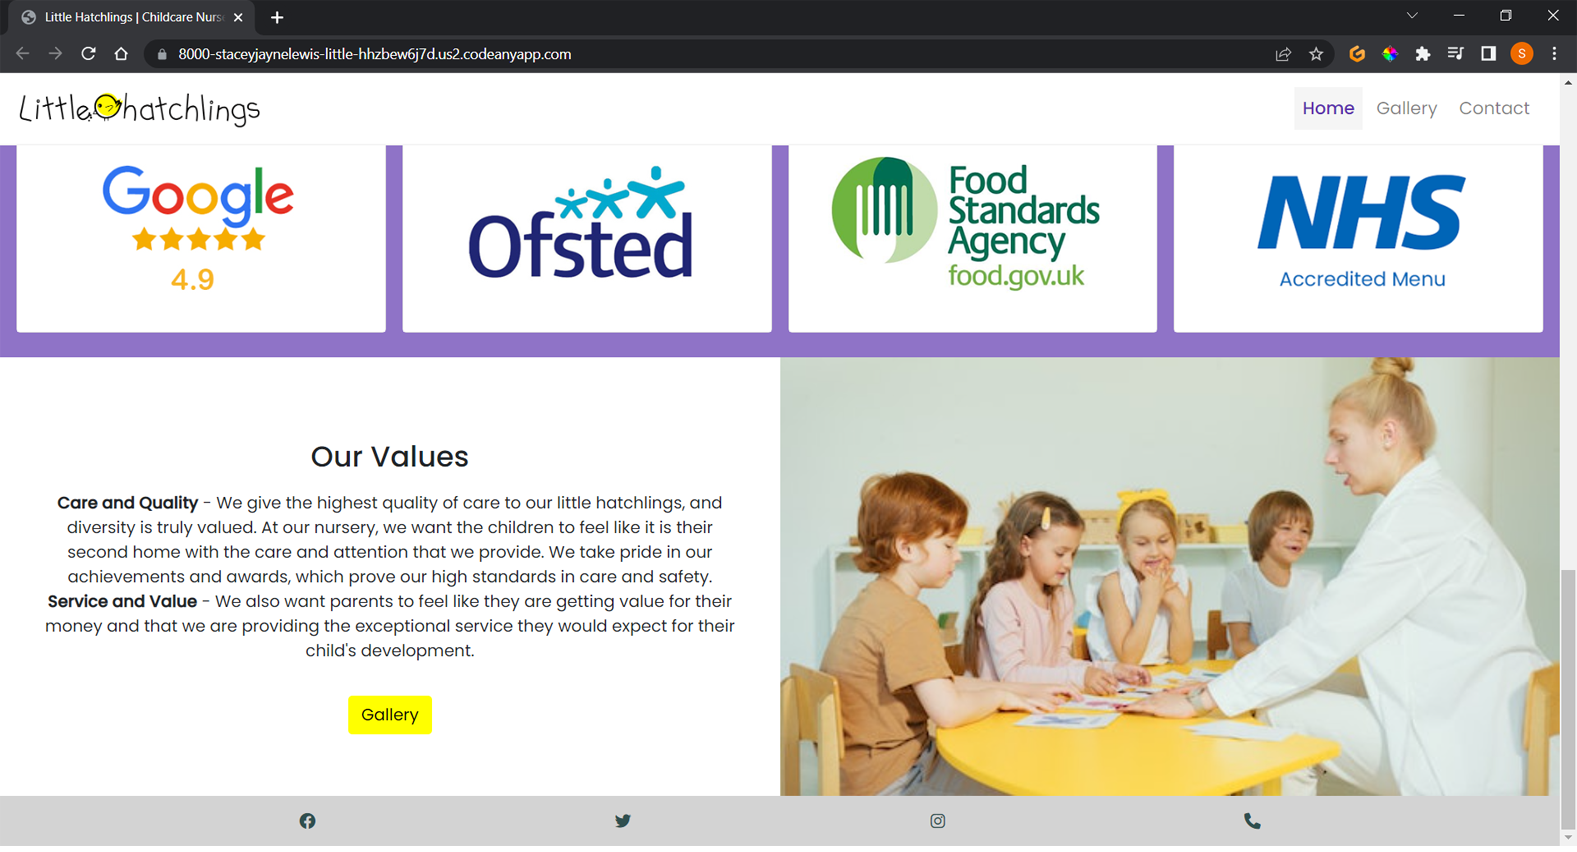 Little Hatchlings | Childcare Nurs
8000-staceyjaynelewis-little-hhzbew6j7d.us2.codeanyapp.com
S
Little hatchlings
Home
Gallery
Contact
Google
4.9
Ofsted
Food
Standards
Agency
food.gov.uk
NHS
Accredited Menu
Our Values
Care and Quality - We give the highest quality of care to our little hatchlings, and
diversity is truly valued. At our nursery, we want the children to feel like it is their
second home with the care and attention that we provide. We take pride in our
achievements and awards, which prove our high standards in care and safety.
Service and Value - We also want parents to feel like they are getting value for their
money and that we are providing the exceptional service they would expect for their
child's development.
Gallery